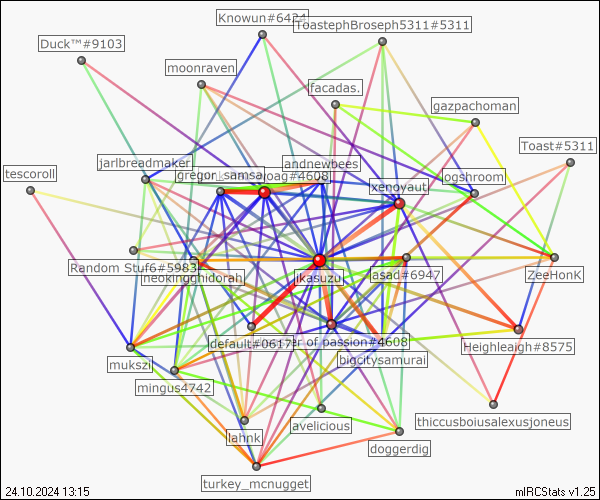 Knowun#6424
ToastephBroseph5311#5311
Duck™#9103
moonraven
facadas.
gazpachoman
Toast#5311
andnewbees
jarlbreadmaker
tescoroll
gregor_samsa
oag#4608
ogshroom
xenoyaut
Random Stuf6#5983
neokingghidorah
jikasuzu
asad#6947
ZeeHonK
default#0617
er of passion#4608
Heighleaigh#8575
mukszi
bigcitysamurai
mingus4742
thiccusboiusalexusjoneus
avelicious
lahnk
doggerdig
turkey_mcnugget
24.10.2024 13:15
mIRCStats v1.25